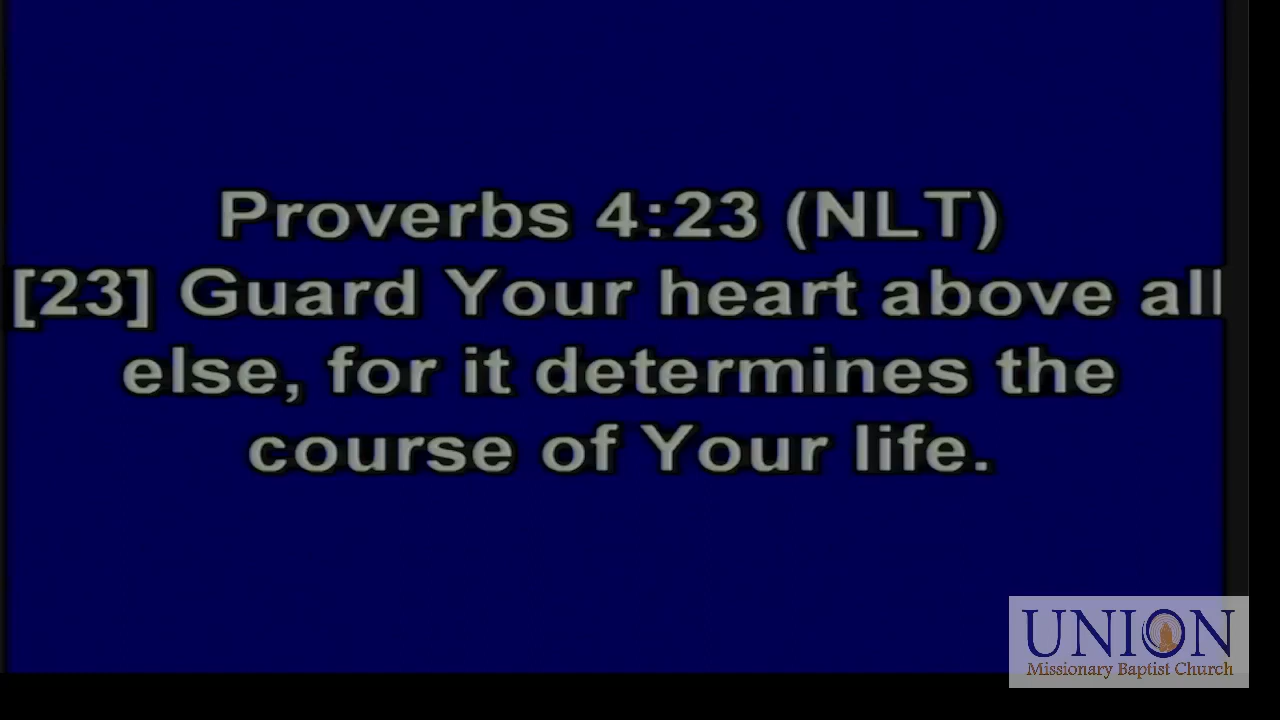 Proverbs 4:23 (NLT)
[23] Guard Your heart above all
else, for it determines the
course of Your life.
UNION
Missionary Baptist Church